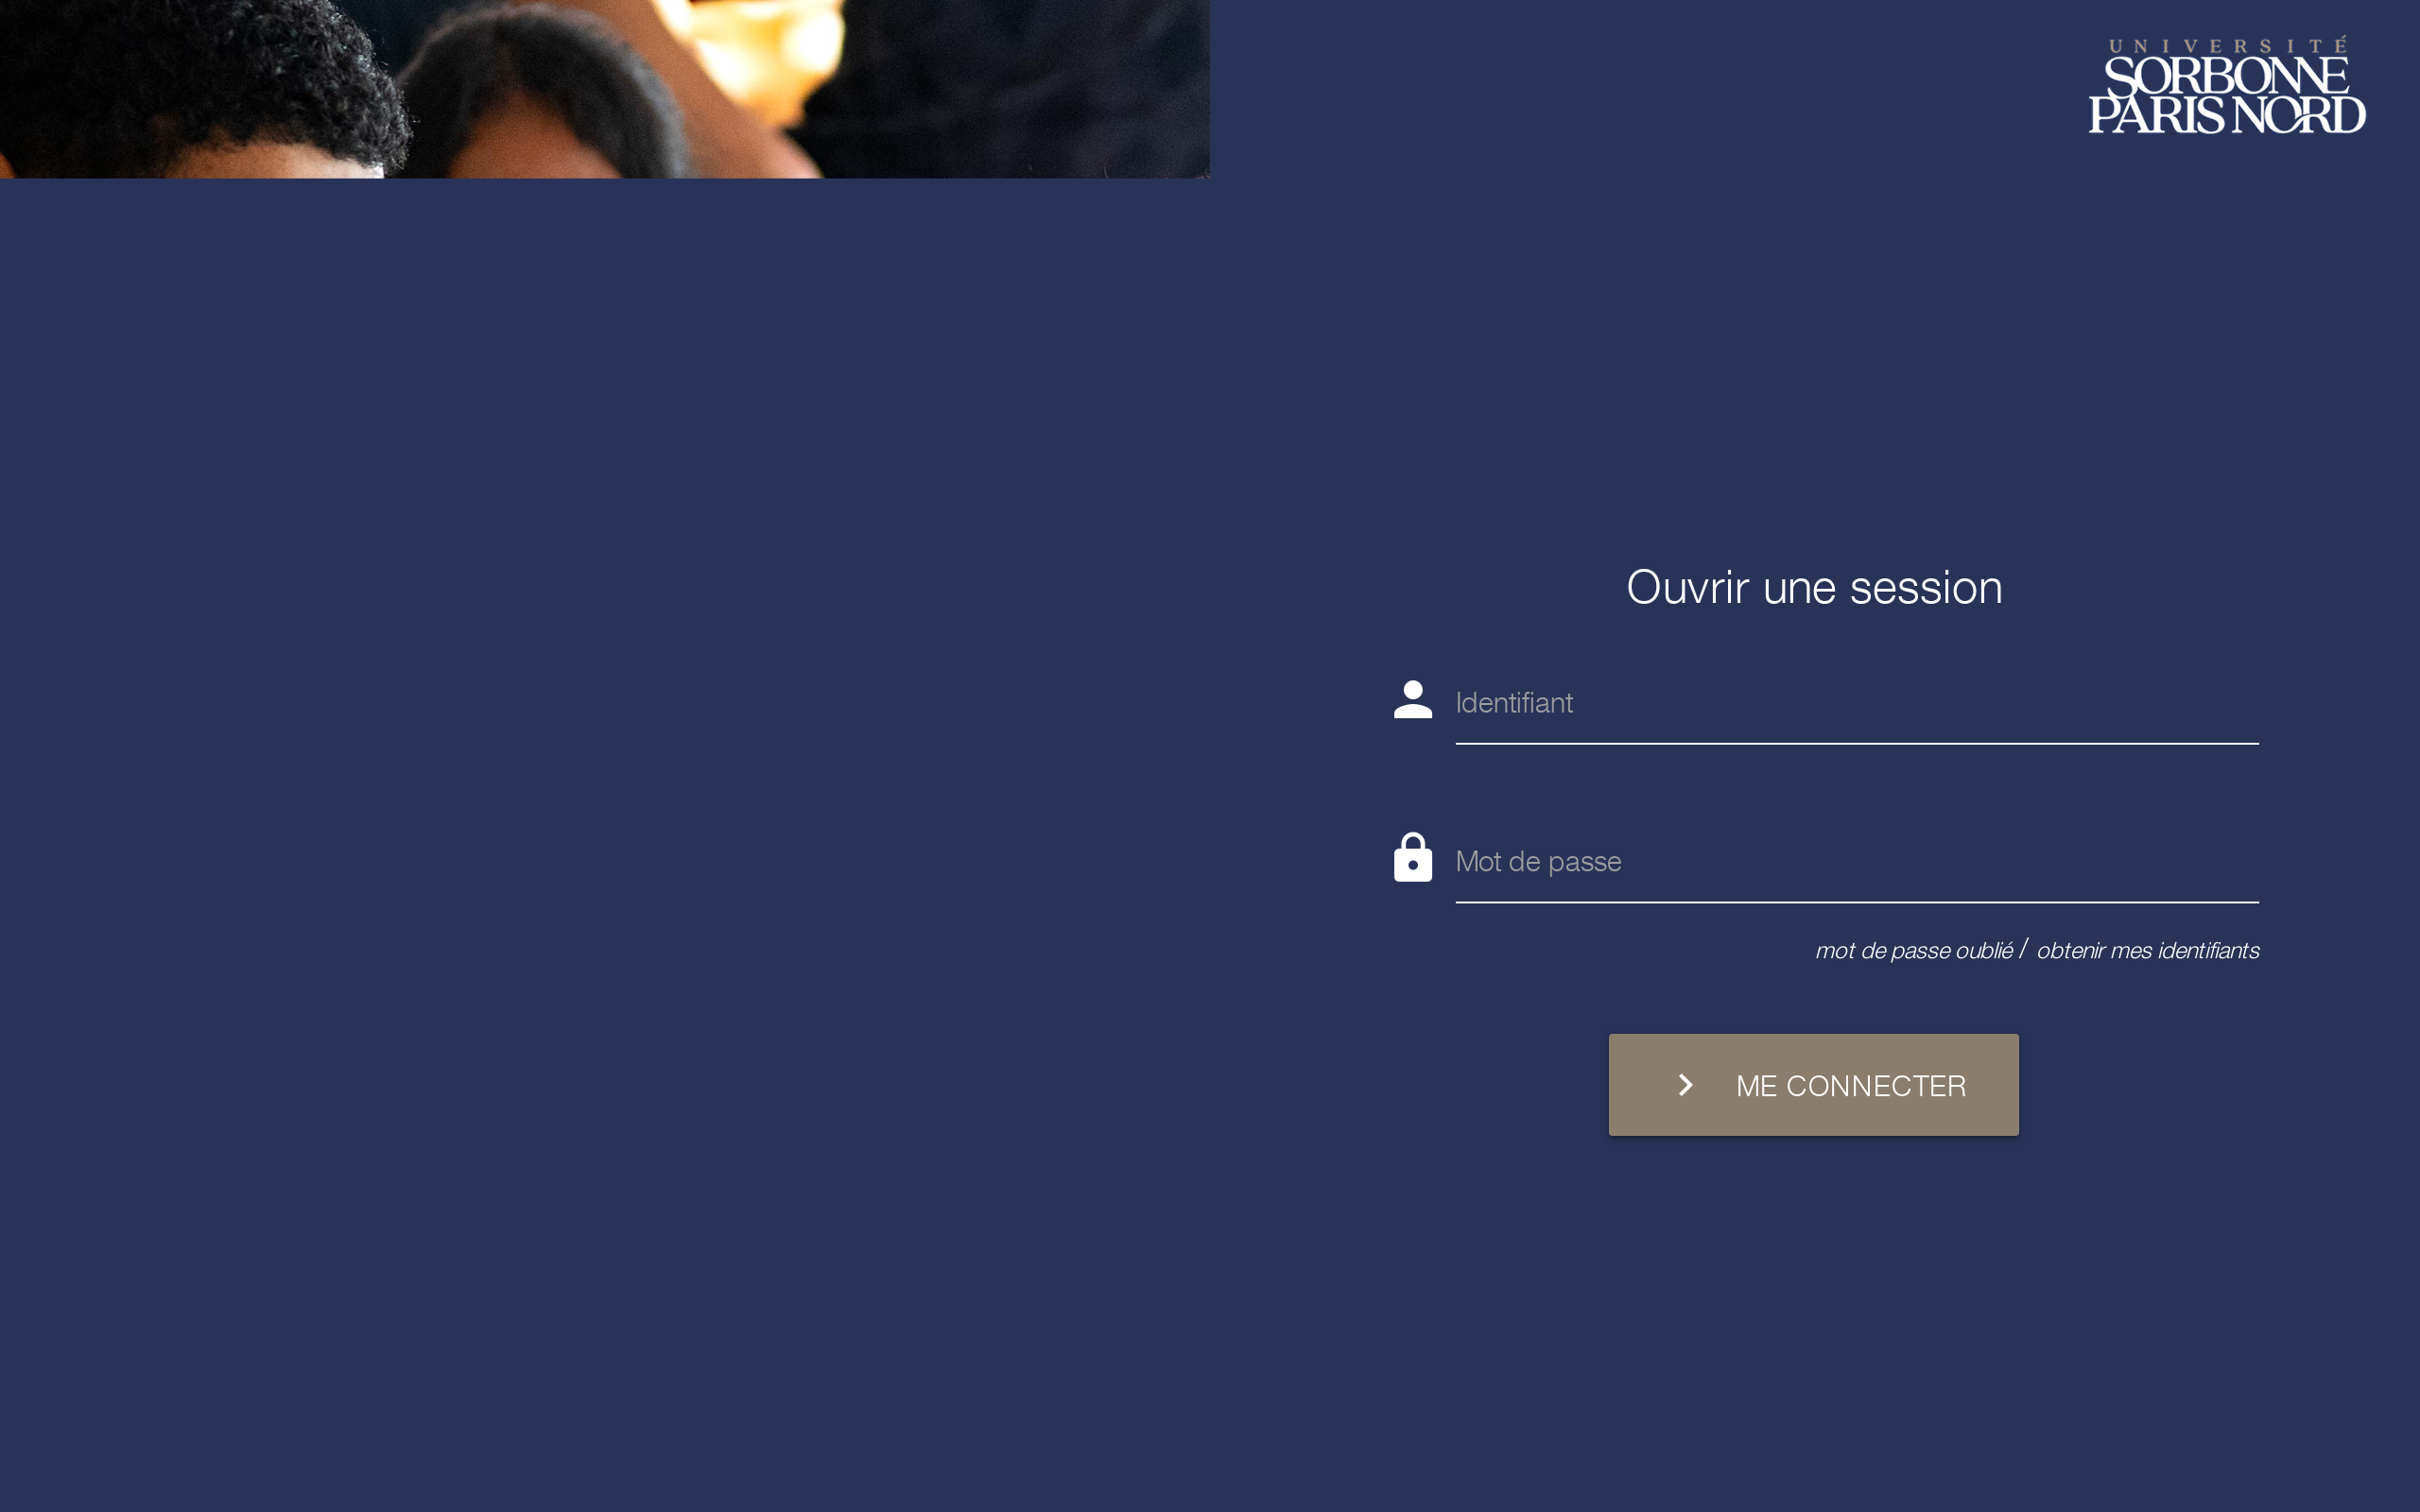 UNIVERSITÉ
SORBONNE
PARIS NORD
Ouvrir une session
Identifiant
Mot de passe
mot de passe oublié / obtenir mes identifiants
ME CONNECTER